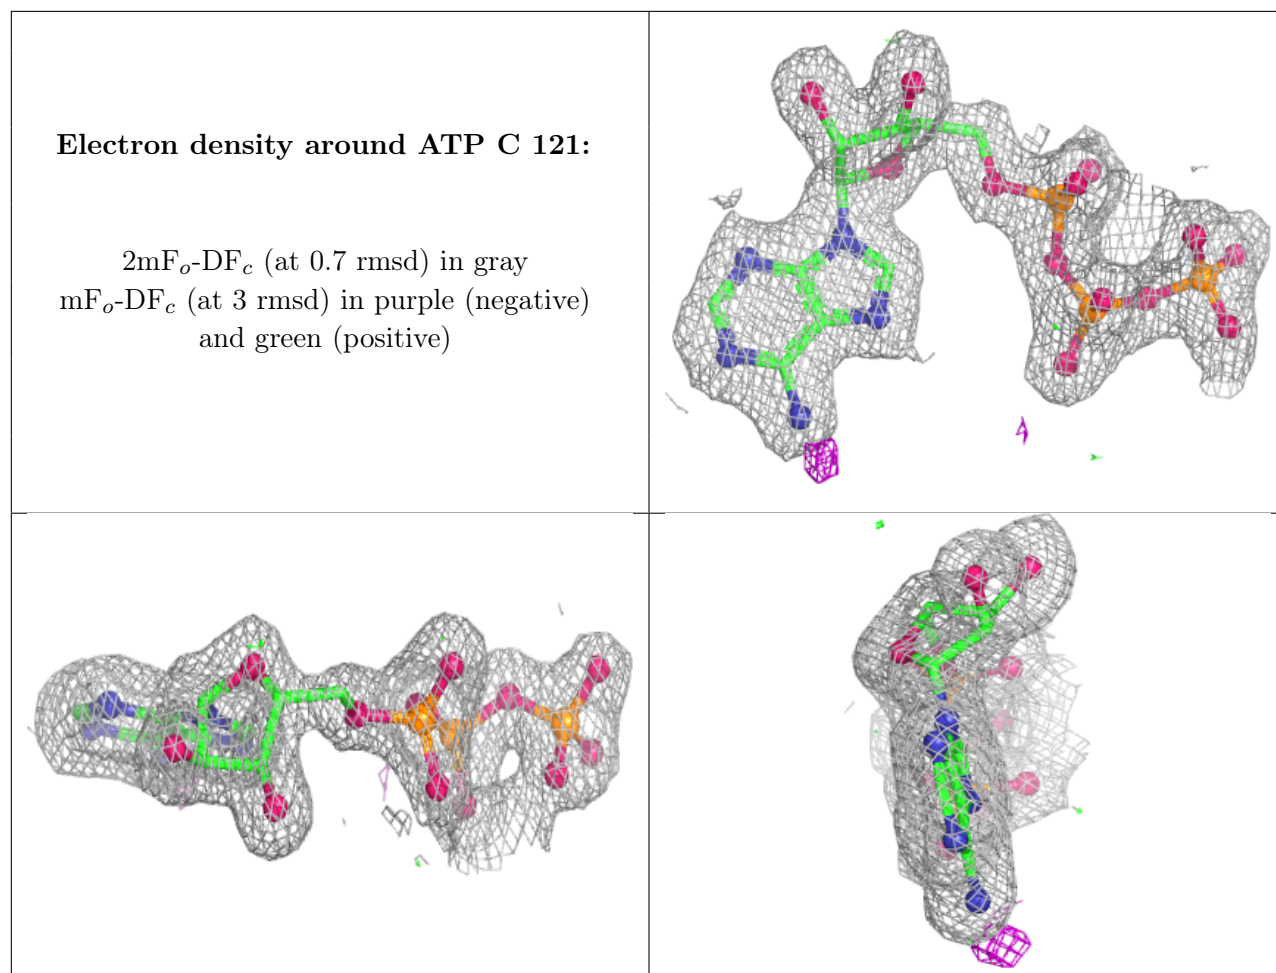 Electron density around ATP C 121:
2mFo-DFc (at 0.7 rmsd) in gray
mFo-DFc (at 3 rmsd) in purple (negative)
and green (positive)